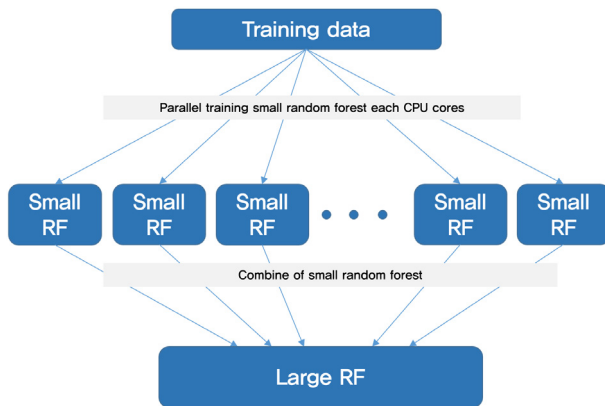 Training data
Parallel training small random forest each CPU cores
Small
RF
Small
RF
Small
RF
Small
RF
Small
RF
Combine of small random forest
Large RF